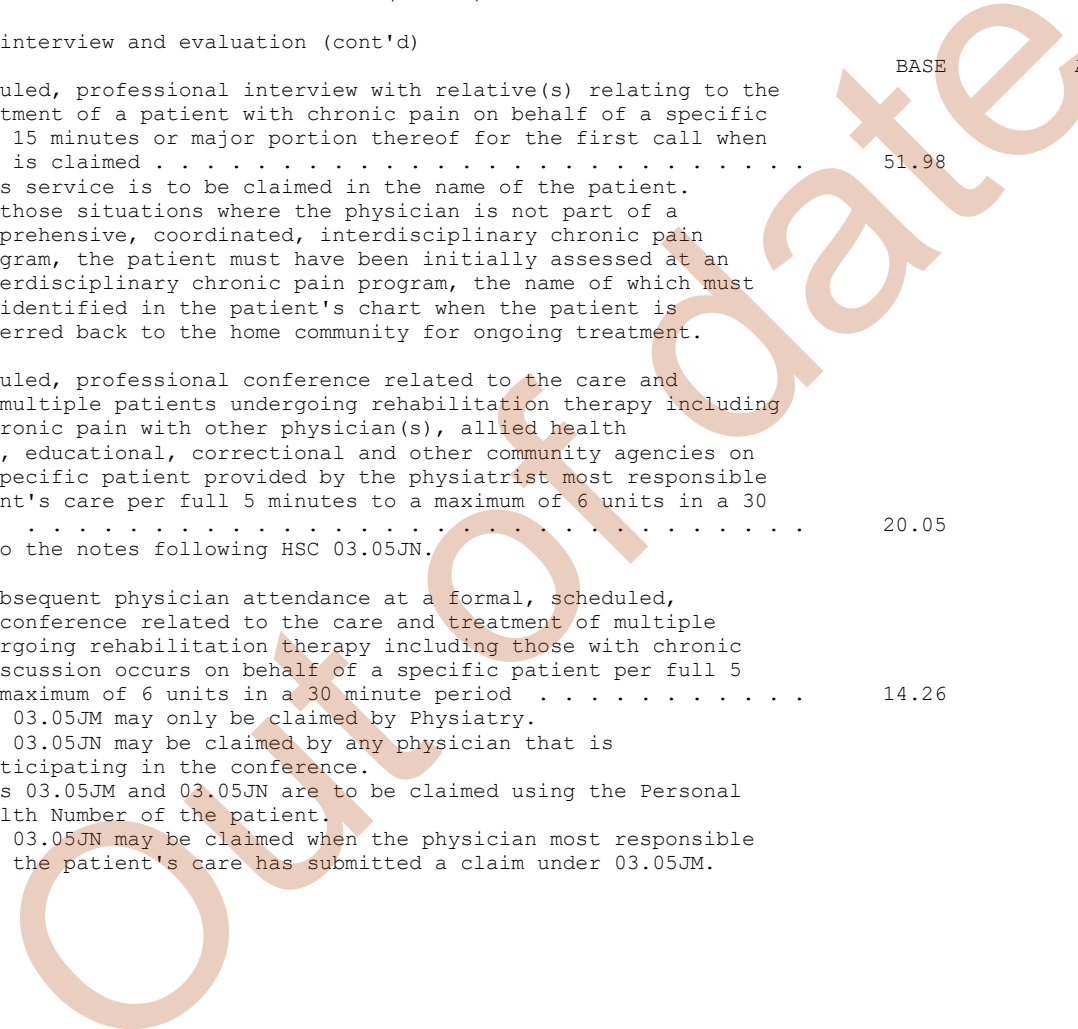 interview and evaluation (cont'd)
BASE
uled, professional interview with relative(s) relating to the
tment of a patient with chronic pain on behalf of a specific
15 minutes or major portion thereof for the first call when
is claimed . . . . . . . . . . . . . . . . . . . . . . . . . . 51.98
s service is to be claimed in the name of the patient.
those situations where the physician is not part of a
prehensive, coordinated, interdisciplinary chronic pain
gram, the patient must have been initially assessed at an
erdisciplinary chronic pain program, the name of which must
identified in the patient's chart when the patient is
erred back to the home community for ongoing treatment.
uled, professional conference related to the care and
multiple patients undergoing rehabilitation therapy including
ronic pain with other physician(s), allied health
, educational, correctional and other community agencies on
pecific patient provided by the physiatrist most responsible
nt's care per full 5 minutes to a maximum of 6 units in a 30
. . . . . . . . . . . . . . . . . . . . . . . . . . . . . . . 20.05
o the notes following HSC 03.05JN.
bsequent physician attendance at a formal, scheduled,
conference related to the care and treatment of multiple
rgoing rehabilitation therapy including those with chronic
scussion occurs on behalf of a specific patient per full 5
maximum of 6 units in a 30 minute period . . . . . . . . . . . 14.26
03.05JM may only be claimed by Physiatry.
03.05JN may be claimed by any physician that is
ticipating in the conference.
s 03.05JM and 03.05JN are to be claimed using the Personal
lth Number of the patient.
03.05JN may be claimed when the physician most responsible
the patient's care has submitted a claim under 03.05JM.
Out of date